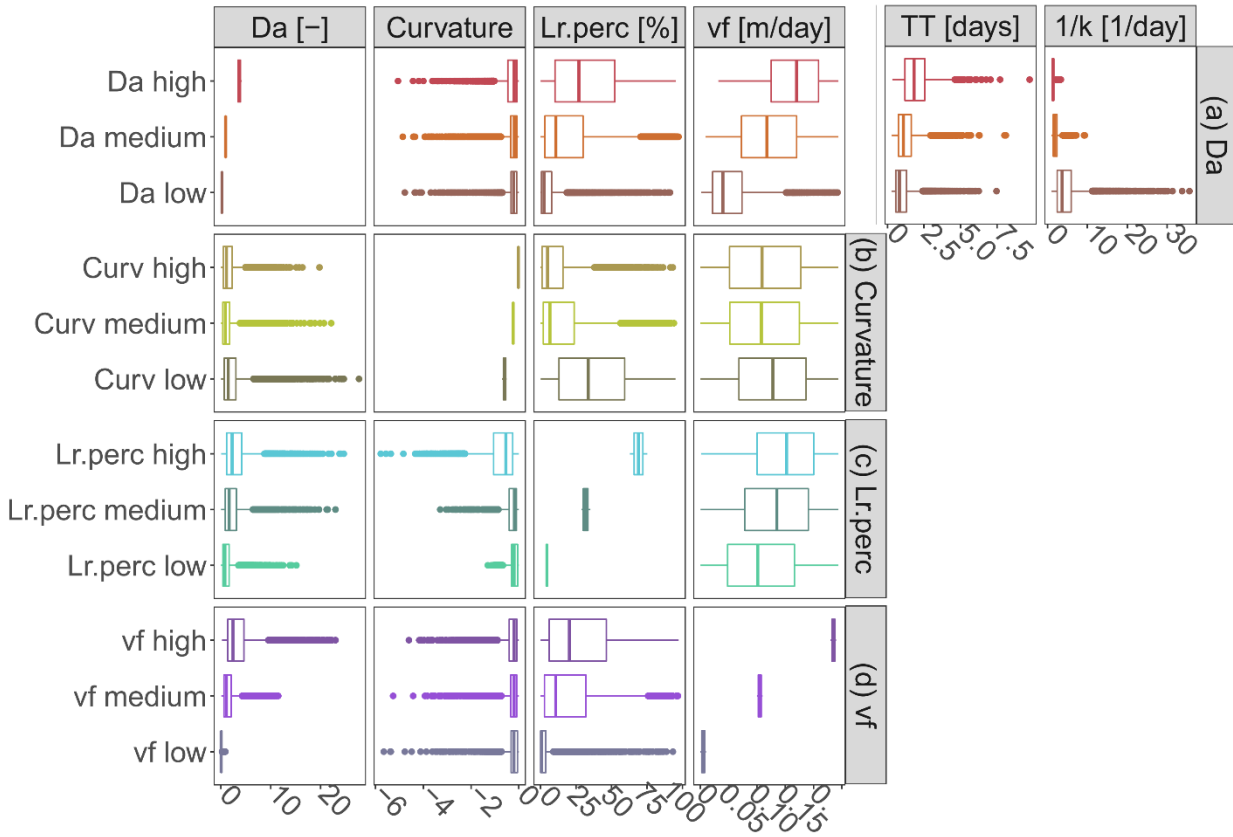 Da [−] Curvature Lr.perc [%] vf [m/day] TT [days] 1/k [1/day]
Da high
Da medium
Da low
(a) Da
0 2.5 5.0 7.5 0 10 20 30
Curv high
Curv medium
Curv low
(b) Curvature
Lr.perc high
Lr.perc medium
Lr.perc low
(c) Lr.perc
vf high
vf medium
vf low
(d) vf
0 10 20 -6 -4 -2 0 0 25 50 75 100 0 0.05 0.10 0.15